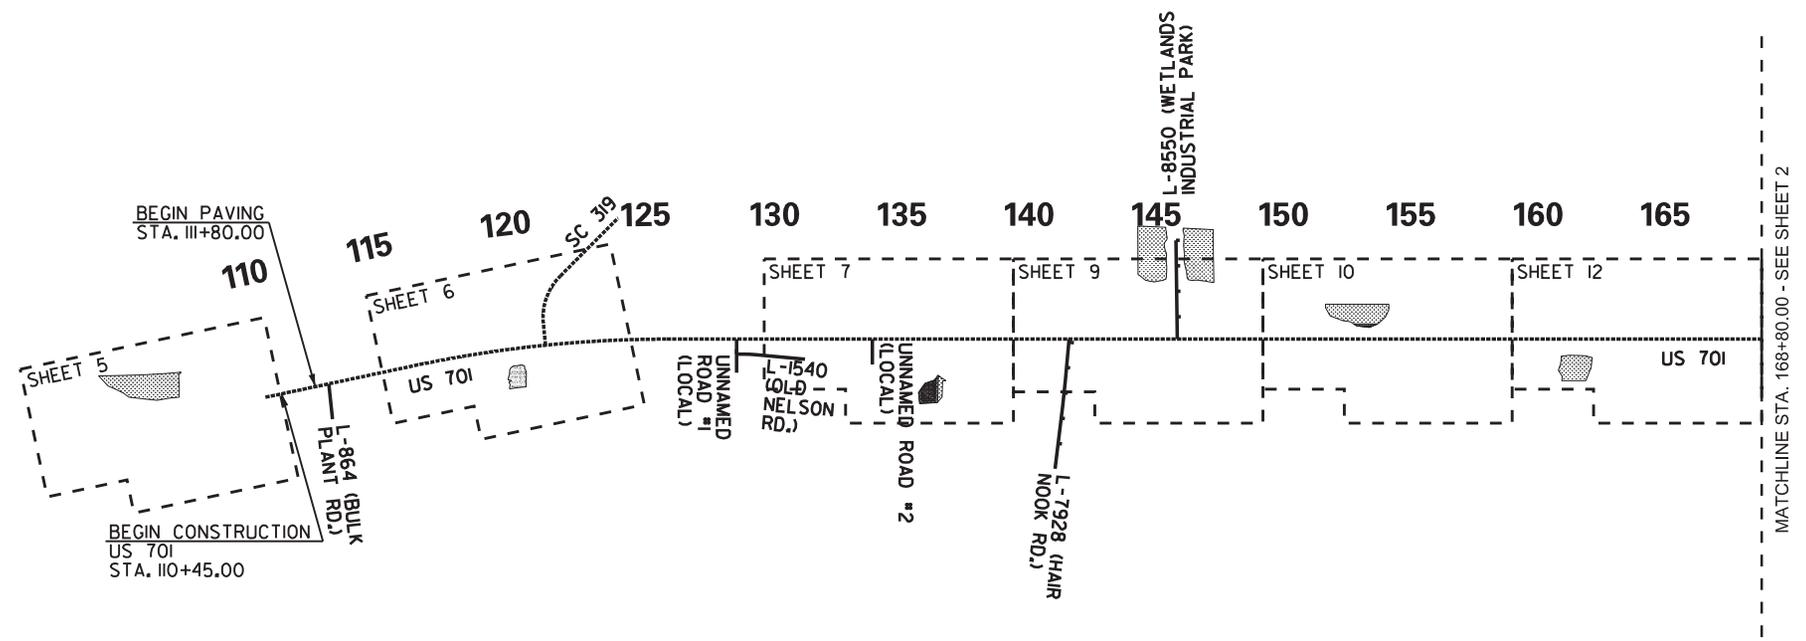 L-8550 (WETLANDS
INDUSTRIAL PARK)
BEGIN PAVING
STA. 111+80.00
110
115
120
SC 319
125
130
135
140
145
150
155
160
165
SHEET 5
SHEET 6
SHEET 7
SHEET 9
SHEET 10
SHEET 12
US 701
US 701
L-864 (BULK
PLANT RD.)
UNNAMED
ROAD #1
(LOCAL)
L-1540
(OLD
NELSON
RD.)
UNNAMED ROAD #2
(LOCAL)
L-7928 (HAIR
NOOK RD.)
BEGIN CONSTRUCTION
US 701
STA. 110+45.00
MATCHLINE STA. 168+80.00 - SEE SHEET 2